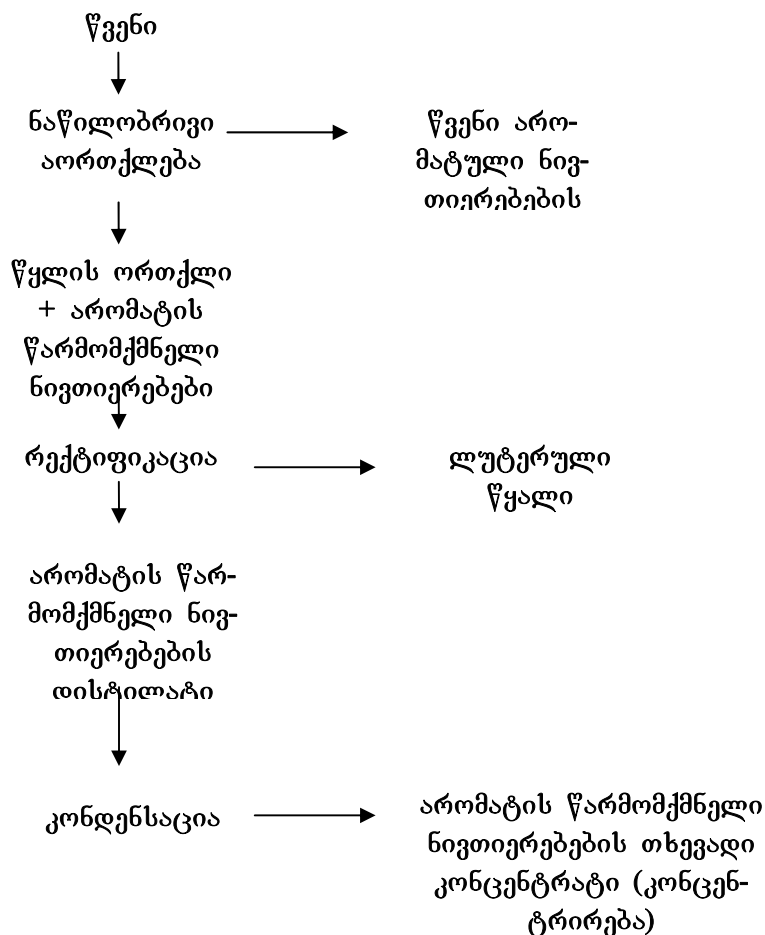 წვენი
ნაწილობრივი
აორთქლება
წვენი არო-
მატული ნივ-
თიერებების
წყლის ორთქლი
+ არომატის
წარმომქმნელი
ნივთიერებები
რექტიფიკაცია
ლუტერული
წყალი
არომატის წარ-
მომქმნელი ნივ-
თიერებების
დისტილატი
კონდენსაცია
არომატის წარმომქმნელი
ნივთიერებების თხევადი
კონცენტრატი (კონცენ-
ტრირება)